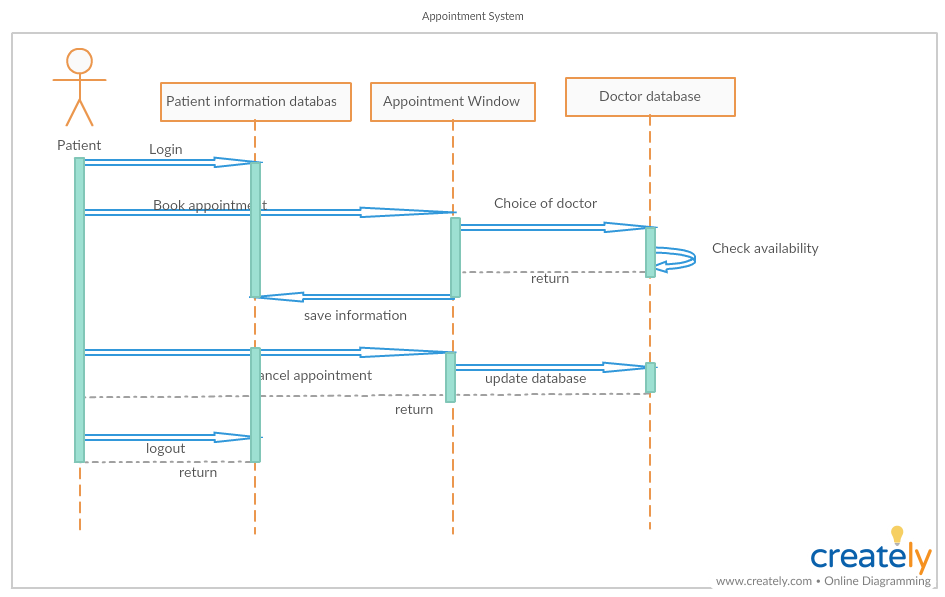 Appointment System
Patient information databas
Appointment Window
Doctor database
Patient
Login
Book appointment
Choice of doctor
Check availability
return
save information
ancel appointment
update database
return
logout
return
creately
www.creately.com • Online Diagramming